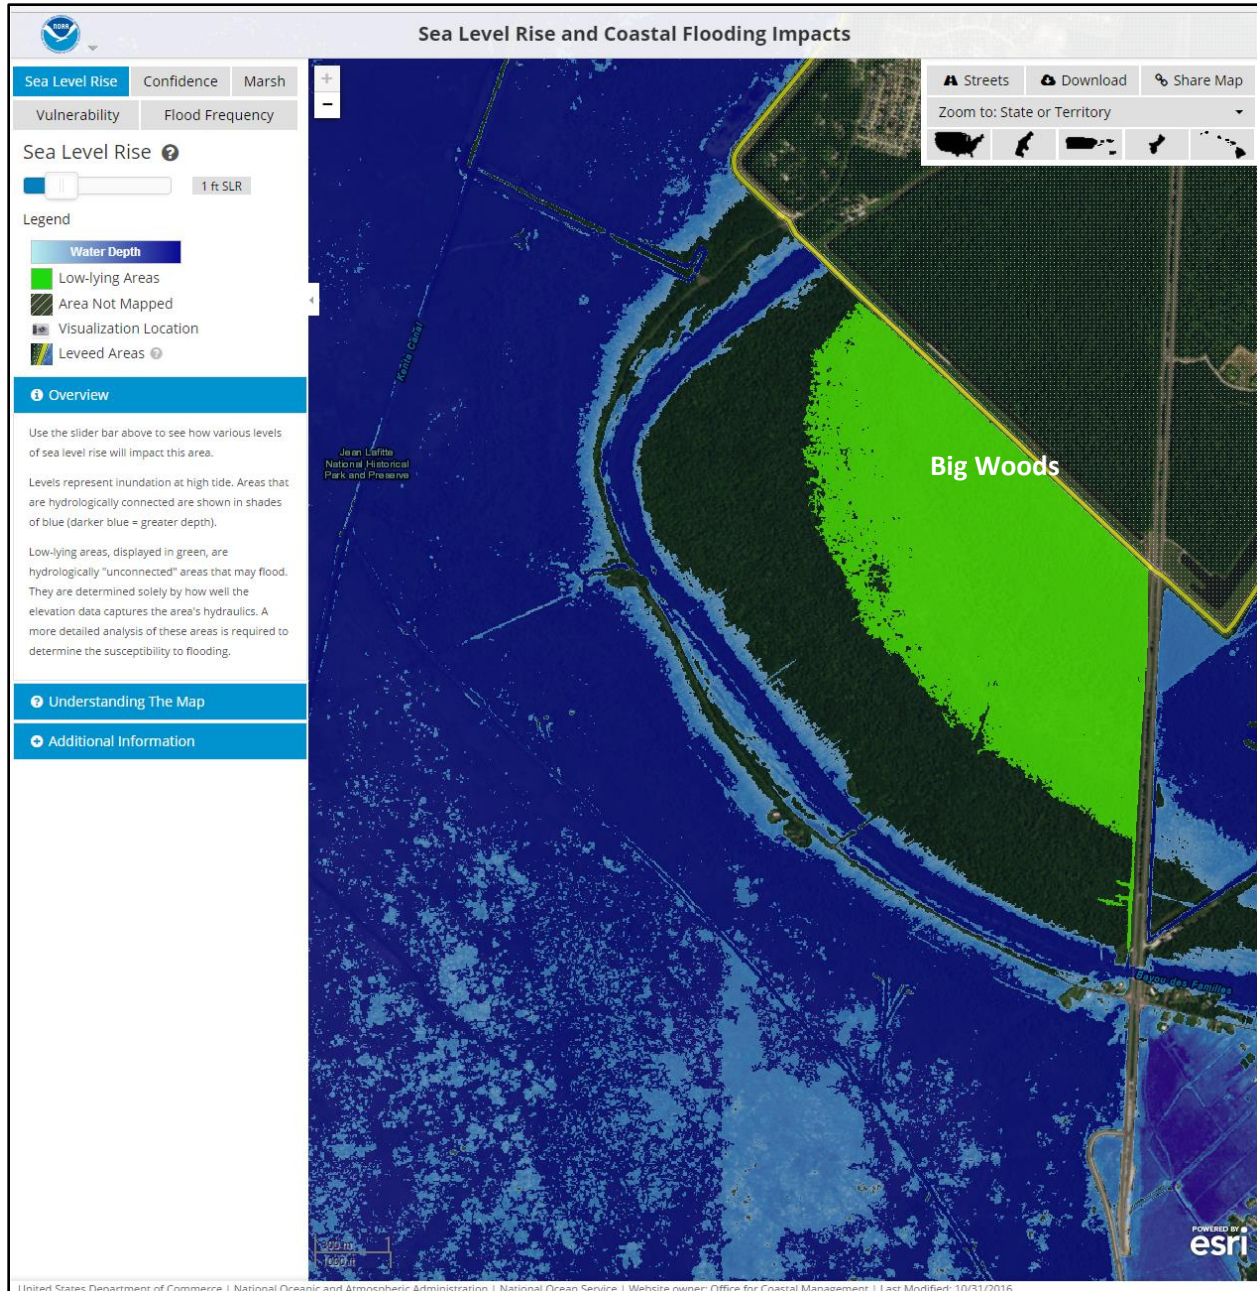 NOAA
Sea Level Rise and Coastal Flooding Impacts
Sea Level Rise
Confidence
Marsh
Vulnerability
Flood Frequency
Sea Level Rise ?
1 ft SLR
Legend
Water Depth
Low-lying Areas
Area Not Mapped
Visualization Location
Leveed Areas ?
Overview
Use the slider bar above to see how various levels
of sea level rise will impact this area.
Levels represent inundation at high tide. Areas that
are hydrologically connected are shown in shades
of blue (darker blue = greater depth).
Low-lying areas, displayed in green, are
hydrologically "unconnected" areas that may flood.
They are determined solely by how well the
elevation data captures the area's hydraulics. A
more detailed analysis of these areas is required to
determine the susceptibility to flooding.
Understanding The Map
Additional Information
+
−
Streets
Download
Share Map
Zoom to: State or Territory
Kenta Canal
Jean Lafitte
National Historical
Park and Preserve
Big Woods
Bayou des Familles
300 m
1000 ft
POWERED BY
esri
United States Department of Commerce | National Oceanic and Atmospheric Administration | National Ocean Service | Website owner: Office for Coastal Management | Last Modified: 10/31/2016